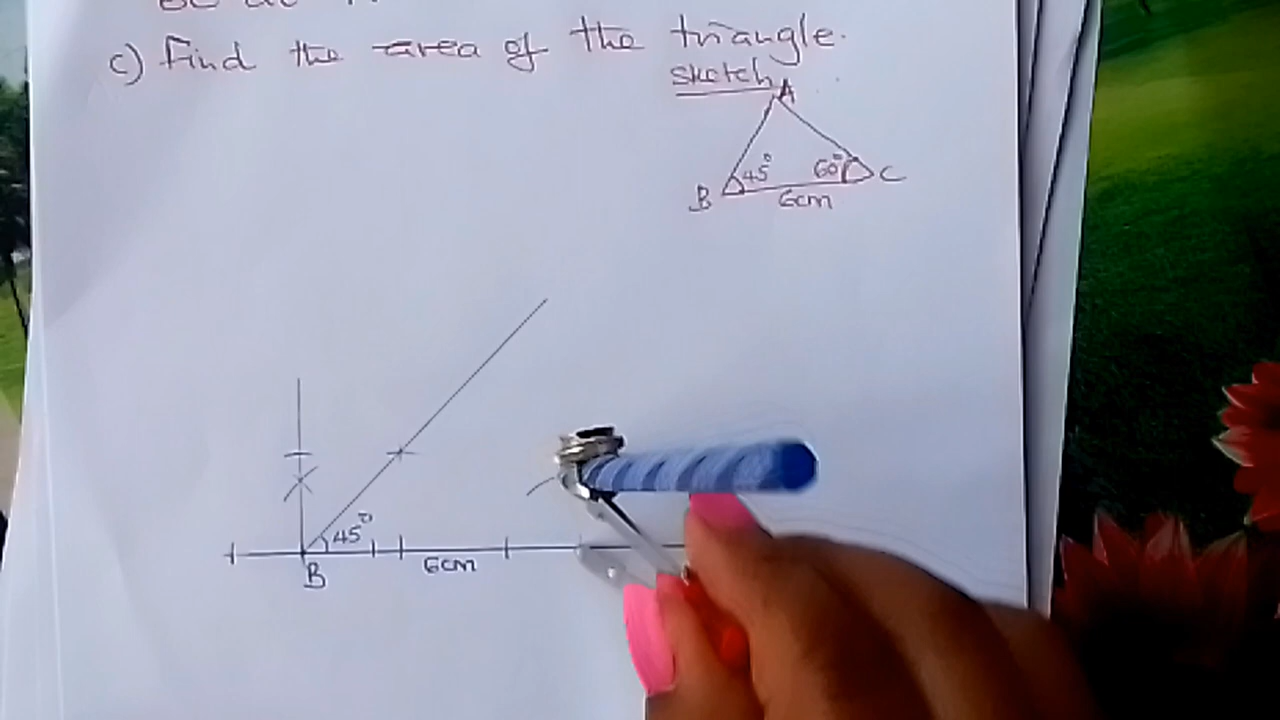 c) Find the area of the triangle.
sketch
A
45° 60°
B C
6cm
45°
B 6cm